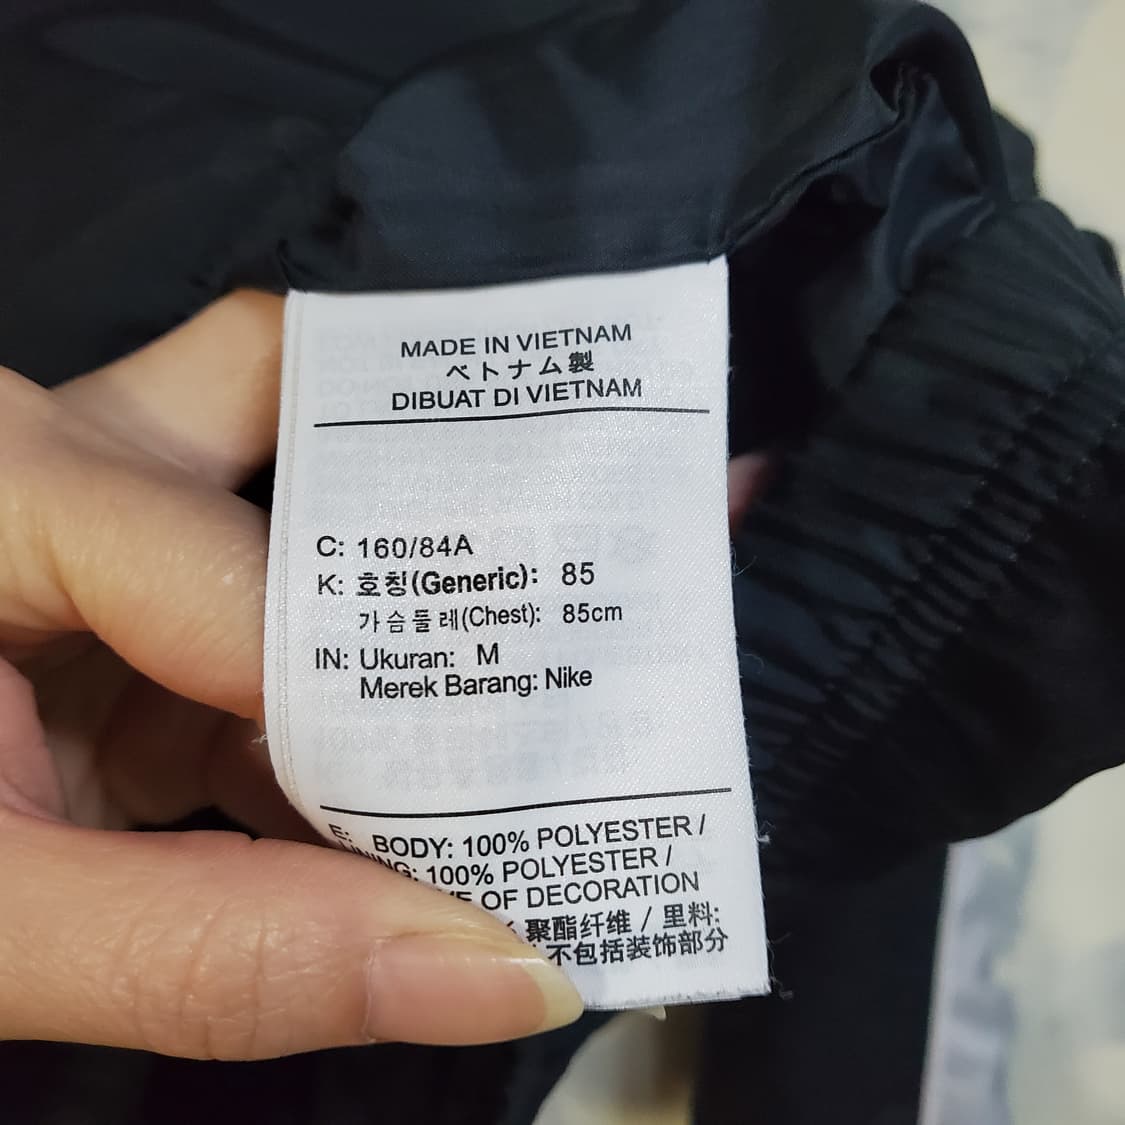 MADE IN VIETNAM
ベトナム製
DIBUAT DI VIETNAM
C: 160/84A
K: 호칭(Generic): 85
가슴둘레(Chest): 85cm
IN: Ukuran: M
Merek Barang: Nike
E: BODY: 100% POLYESTER /
100% POLYESTER /
OF DECORATION
聚酯纤维 / 里料:
不包括装饰部分